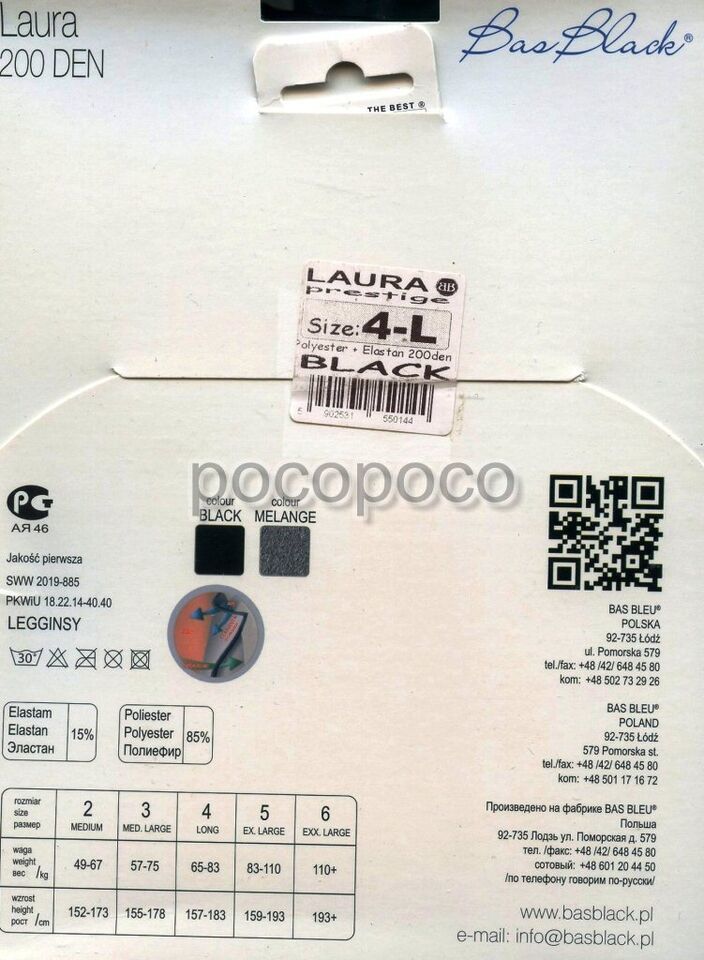 Laura
200 DEN
Bas Black®
THE BEST ®
LAURA BB
prestige
Size: 4-L
Polyester + Elastan 200den
BLACK
5 902531 550144
pocopoco
РG
АЯ 46
colour
BLACK
colour
MELANGE
Jakość pierwsza
SWW 2019-885
PKWiU 18.22.14-40.40
LEGGINSY
30°
Elastam
Elastan
Эластан
15%
Poliester
Polyester
Полиефир
85%
rozmiar
size
размер
2
MEDIUM
3
MED. LARGE
4
LONG
5
EX. LARGE
6
EXX. LARGE
waga
weight
вес /kg
49-67
57-75
65-83
83-110
110+
wzrost
height
рост /cm
152-173
155-178
157-183
159-193
193+
BAS BLEU®
POLSKA
92-735 Łódź
ul. Pomorska 579
tel./fax: +48 /42/ 648 45 80
kom: +48 502 73 29 26
BAS BLEU®
POLAND
92-735 Łódź
579 Pomorska st.
tel./fax: +48 /42/ 648 45 80
kom: +48 501 17 16 72
Произведено на фабрике BAS BLEU®
Польша
92-735 Лодзь ул. Поморская д. 579
тел. /факс: +48 /42/ 648 45 80
сотовый: +48 601 20 44 50
/по телефону говорим по-русски/
www.basblack.pl
e-mail: info@basblack.pl